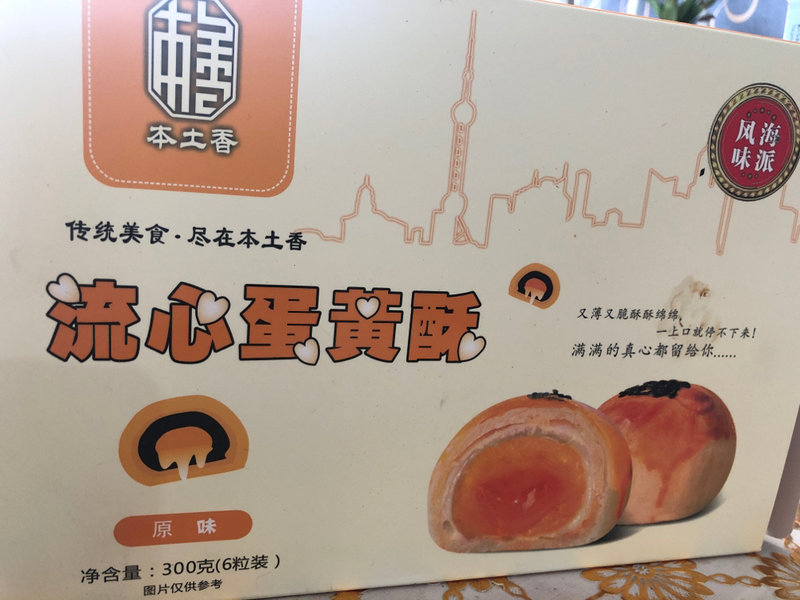 本土香
海派
风味
传统美食·尽在本土香
流心蛋黄酥
又薄又脆酥酥绵绵,
一上口就停不下来!
满满的真心都留给你......
原味
净含量:300克(6粒装)
图片仅供参考